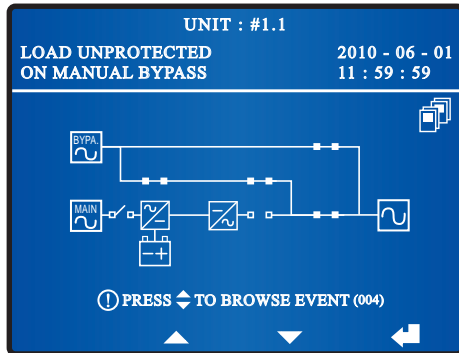 UNIT : #1.1
LOAD UNPROTECTED
ON MANUAL BYPASS
2010 - 06 - 01
11 : 59 : 59
BYPA.
MAIN
PRESS TO BROWSE EVENT (004)